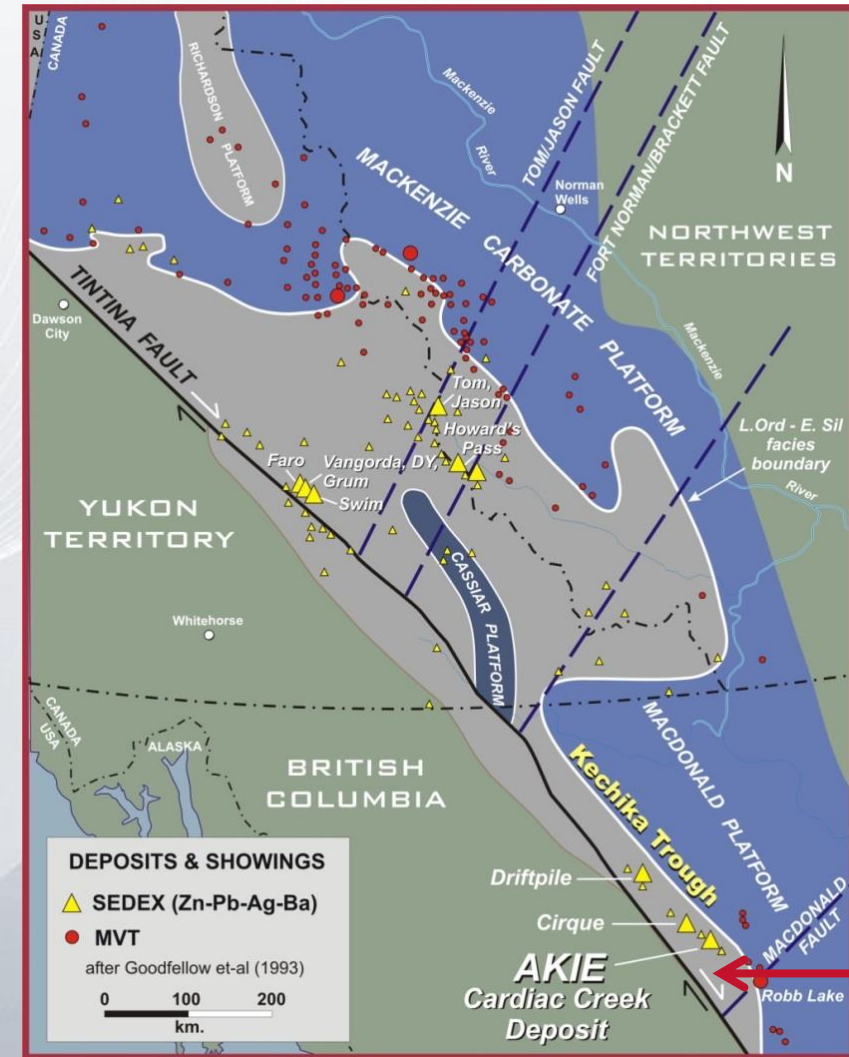 USA
CANADA
RICHARDSON
PLATFORM
Mackenzie
River
TOM/JASON FAULT
FORT NORMAN/BRACKETT FAULT
N
Norman
Wells
MACKENZIE CARBONATE PLATFORM
NORTHWEST
TERRITORIES
TINTINA FAULT
Dawson
City
Mackenzie
River
Tom,
Jason
Howard's
Pass
L.Ord - E. Sil
facies
boundary
Faro
Vangorda, DY,
Grum
Swim
YUKON
TERRITORY
CASSIAR PLATFORM
Whitehorse
CANADA
USA
ALASKA
BRITISH
COLUMBIA
MACDONALD PLATFORM
Kechika Trough
Driftpile
Cirque
MACDONALD
FAULT
AKIE
Cardiac Creek
Deposit
Robb Lake
DEPOSITS & SHOWINGS
SEDEX (Zn-Pb-Ag-Ba)
MVT
after Goodfellow et-al (1993)
0 100 200
km.